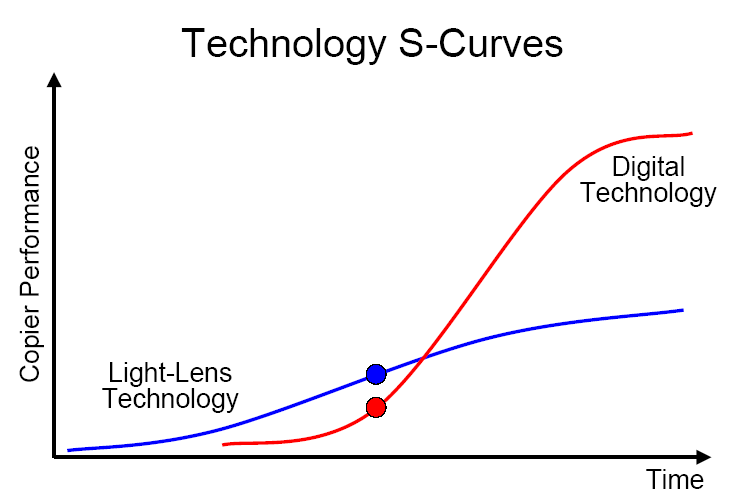 Technology S-Curves
Copier Performance
Digital
Technology
Light-Lens
Technology
Time